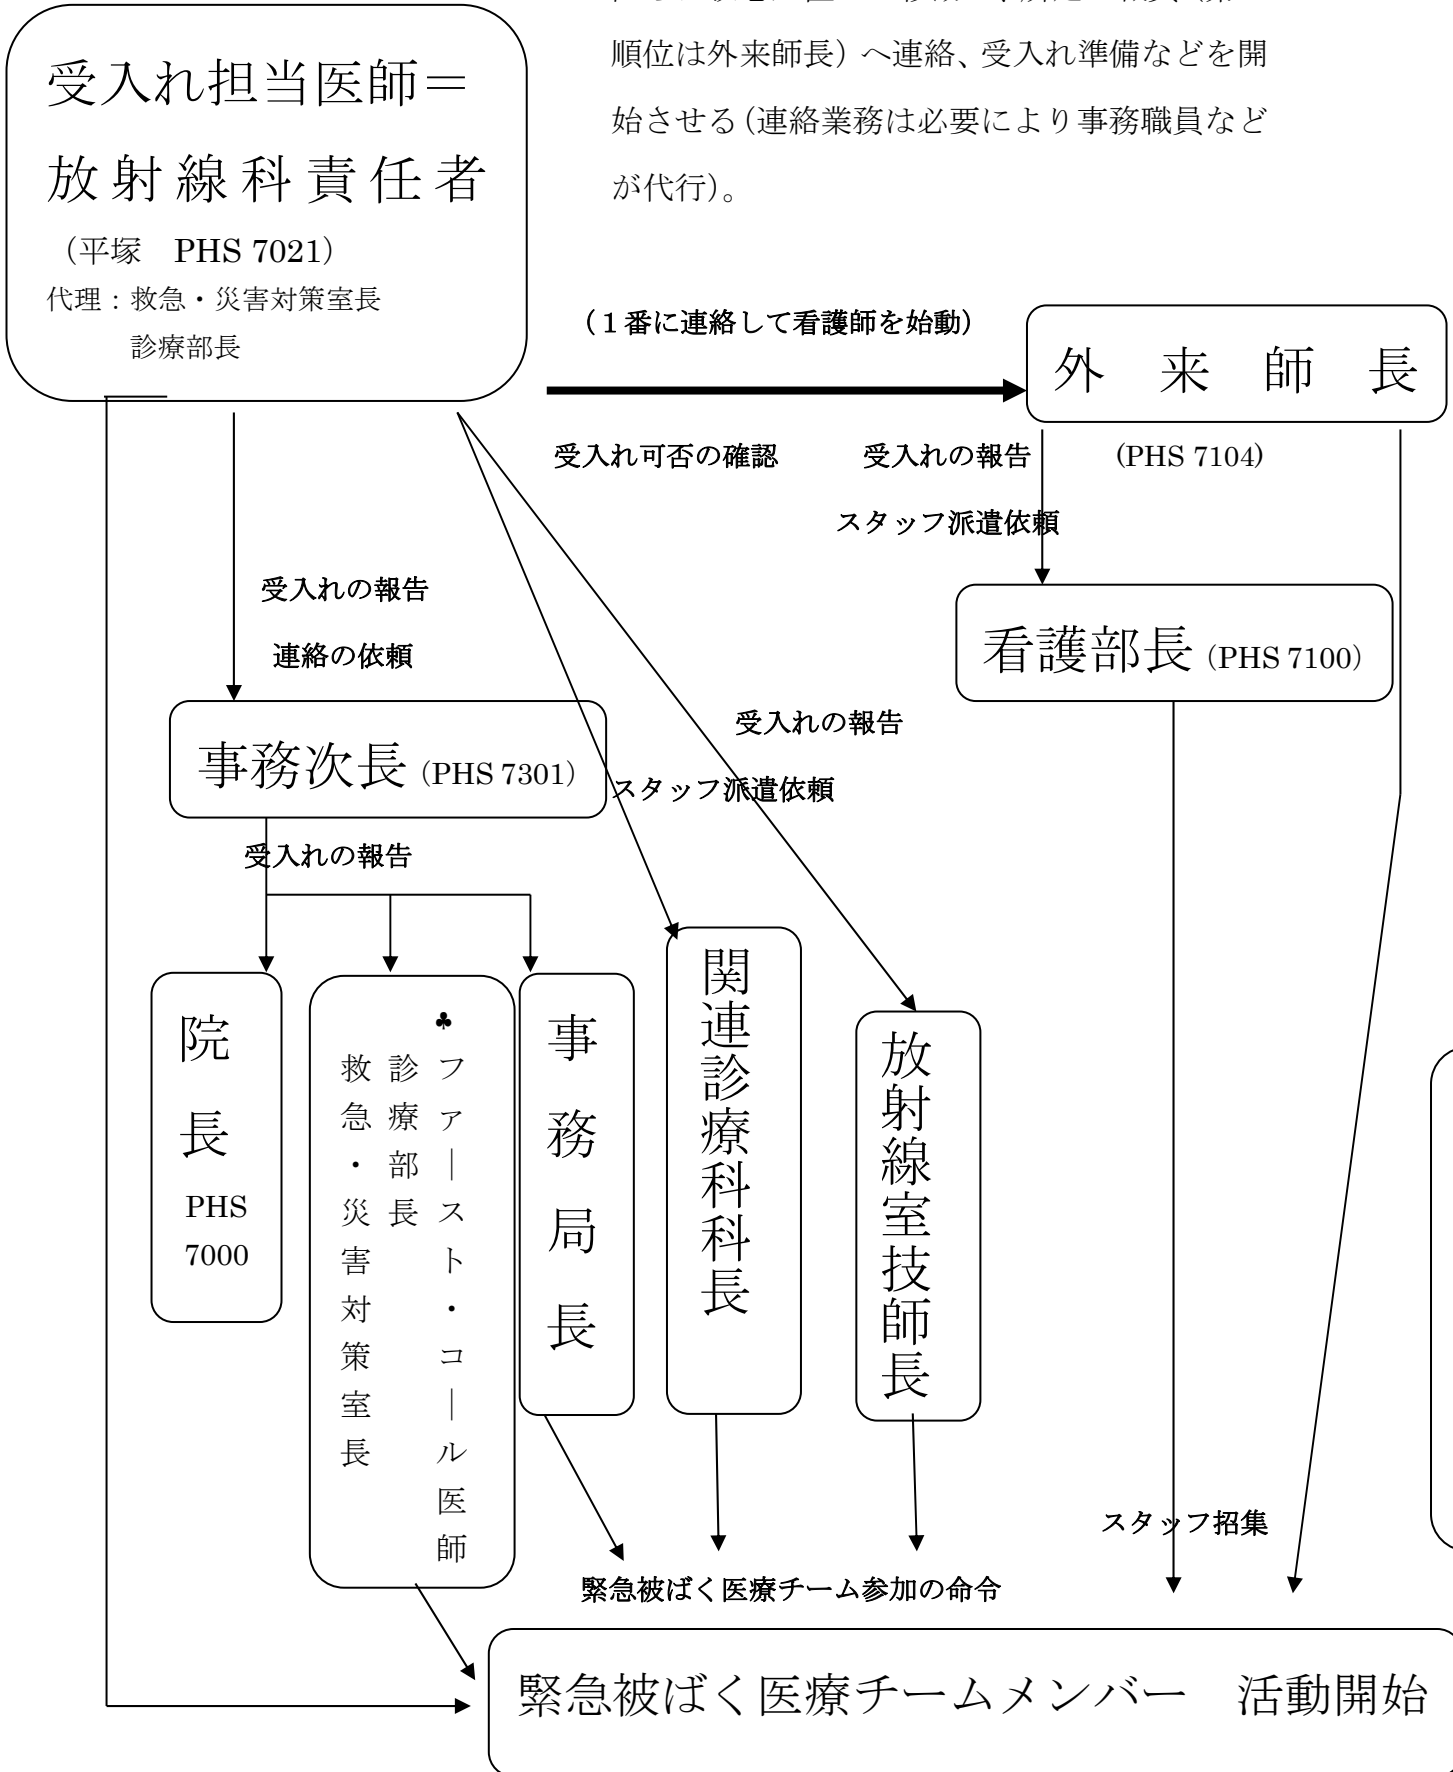 順位は外来師長）へ連絡、受入れ準備などを開
始させる（連絡業務は必要により事務職員など
が代行）。
受入れ担当医師＝
放射線科責任者
（平塚　PHS 7021）
代理：救急・災害対策室長
診療部長
（１番に連絡して看護師を始動）
外　来　師　長
受入れ可否の確認
受入れの報告
(PHS 7104)
スタッフ派遣依頼
受入れの報告
連絡の依頼
看護部長（PHS 7100）
受入れの報告
スタッフ派遣依頼
事務次長（PHS 7301）
受入れの報告
院長
PHS
7000
♣ファースト・コール医師
診療部長
救急・災害対策室長
事務局長
関連診療科科長
放射線室技師長
スタッフ招集
緊急被ばく医療チーム参加の命令
緊急被ばく医療チームメンバー　活動開始